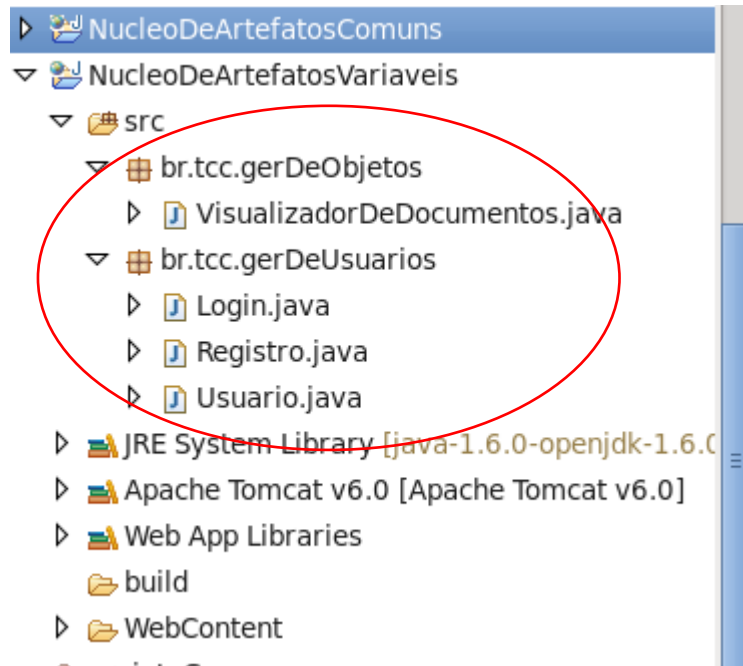 NucleoDeArtefatosComuns
NucleoDeArtefatosVariaveis
src
br.tcc.gerDeObjetos
VisualizadorDeDocumentos.java
br.tcc.gerDeUsuarios
Login.java
Registro.java
Usuario.java
JRE System Library [java-1.6.0-openjdk-1.6.0
Apache Tomcat v6.0 [Apache Tomcat v6.0]
Web App Libraries
build
WebContent